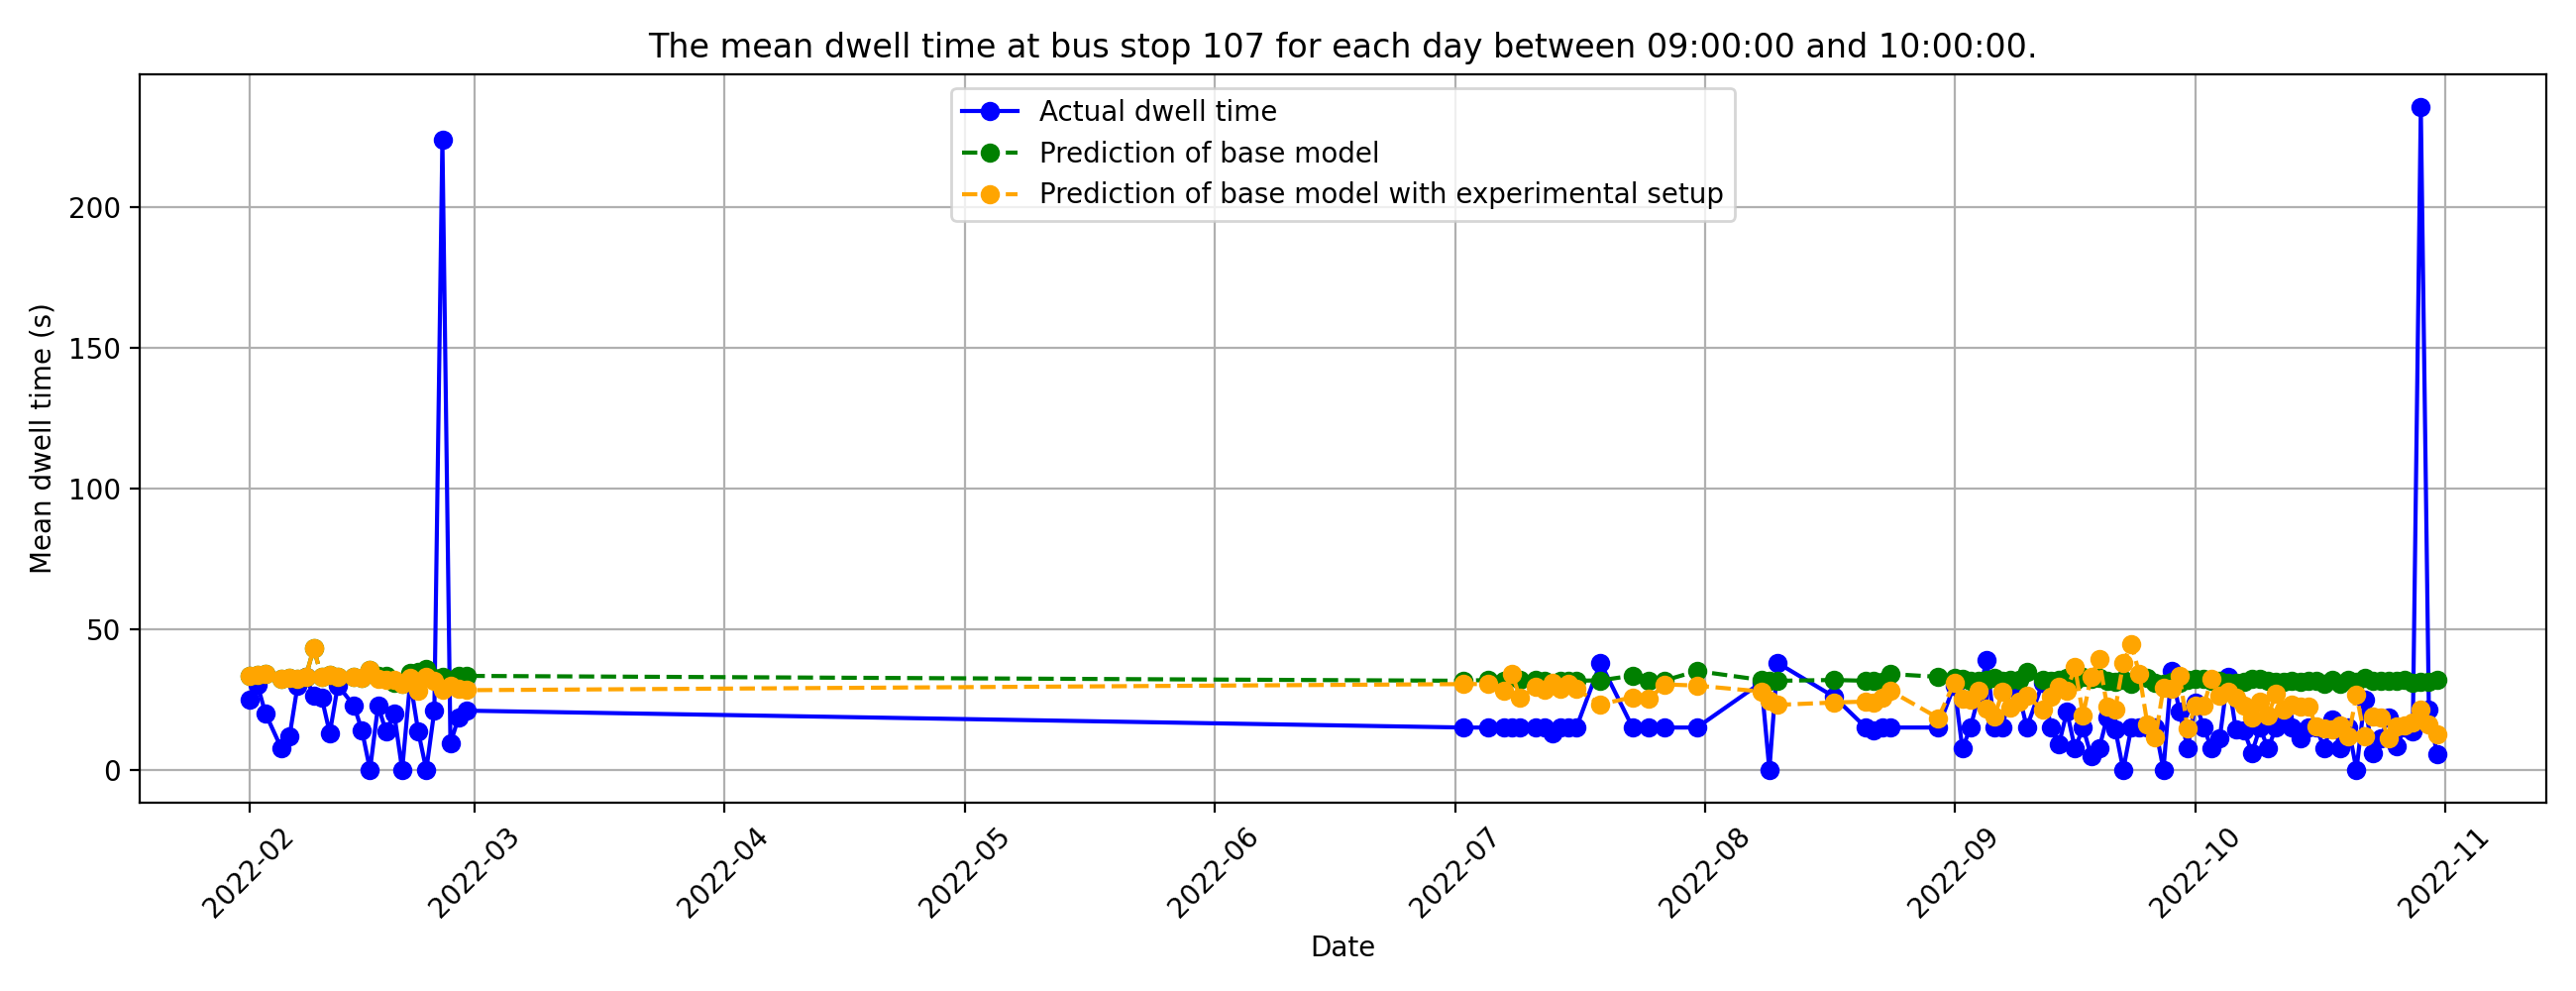 The mean dwell time at bus stop 107 for each day between 09:00:00 and 10:00:00.
Actual dwell time
Prediction of base model
Prediction of base model with experimental setup
Mean dwell time (s)
200
150
100
50
0
2022-02
2022-03
2022-04
2022-05
2022-06
2022-07
2022-08
2022-09
2022-10
2022-11
Date